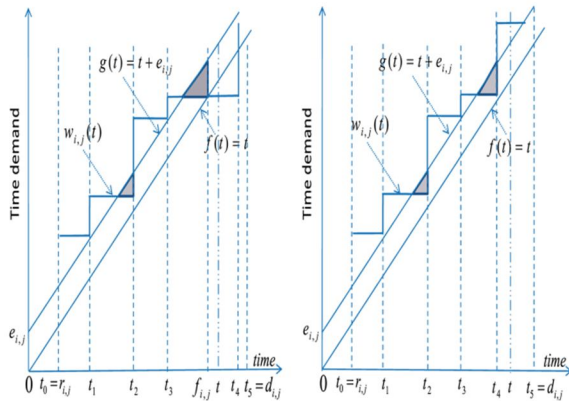 g(t) = t + e_{i,j}
w_{i,j}(t)
f(t) = t
Time demand
e_{i,j}
time
0 t_0 = r_{i,j} t_1 t_2 t_3 f_{i,j} t t_4 t_5 = d_{i,j}
g(t) = t + e_{i,j}
w_{i,j}(t)
f(t) = t
Time demand
e_{i,j}
time
0 t_0 = r_{i,j} t_1 t_2 t_3 t_4 t t_5 = d_{i,j}